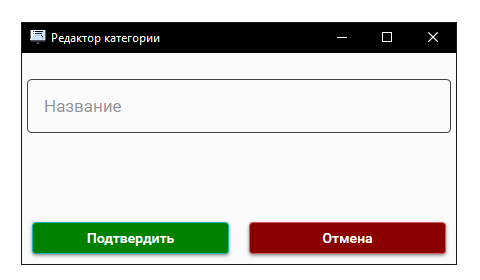 Редактор категории
Название
Подтвердить
Отмена